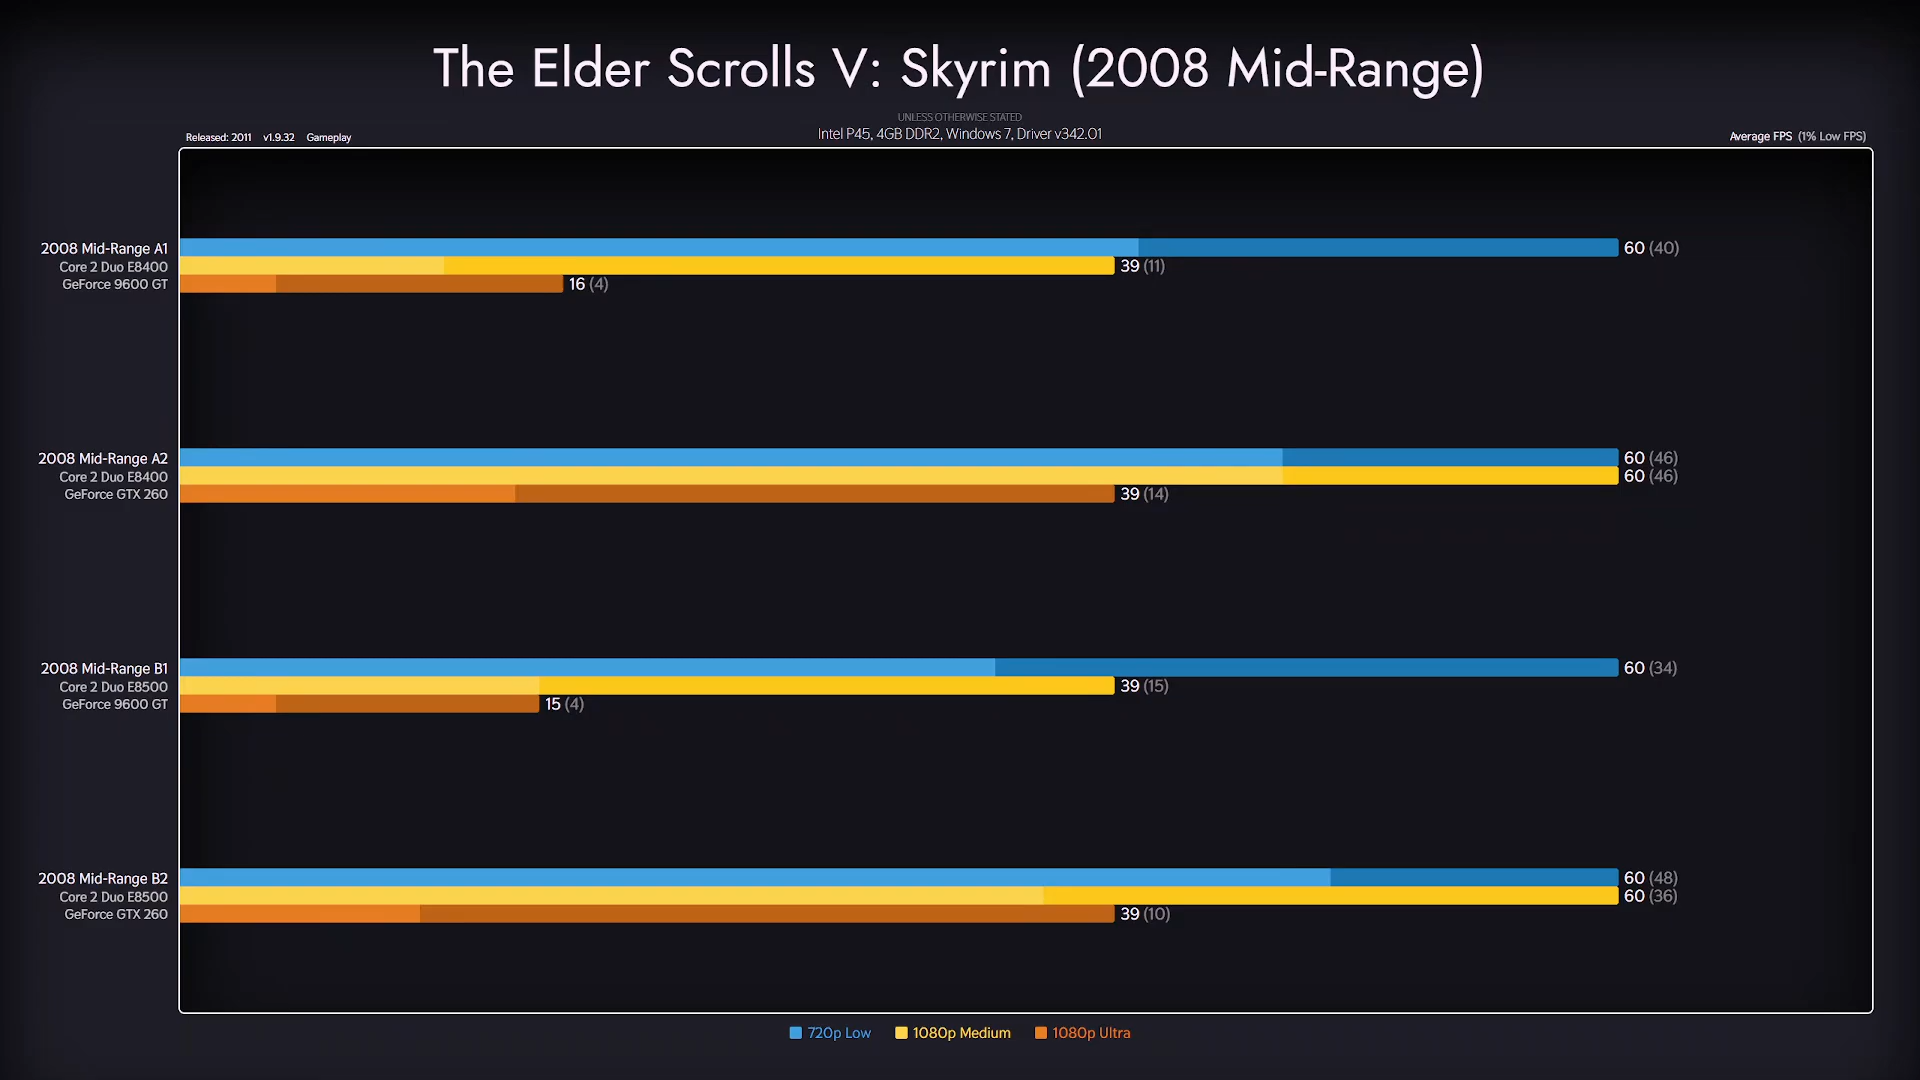 The Elder Scrolls V: Skyrim (2008 Mid-Range)
UNLESS OTHERWISE STATED
Intel P45, 4GB DDR2, Windows 7, Driver v342.01
Released: 2011 v1.9.32 Gameplay
Average FPS (1% Low FPS)
2008 Mid-Range A1
Core 2 Duo E8400
GeForce 9600 GT
60 (40)
39 (11)
16 (4)
2008 Mid-Range A2
Core 2 Duo E8400
GeForce GTX 260
60 (46)
60 (46)
39 (14)
2008 Mid-Range B1
Core 2 Duo E8500
GeForce 9600 GT
60 (34)
39 (15)
15 (4)
2008 Mid-Range B2
Core 2 Duo E8500
GeForce GTX 260
60 (48)
60 (36)
39 (10)
720p Low 1080p Medium 1080p Ultra